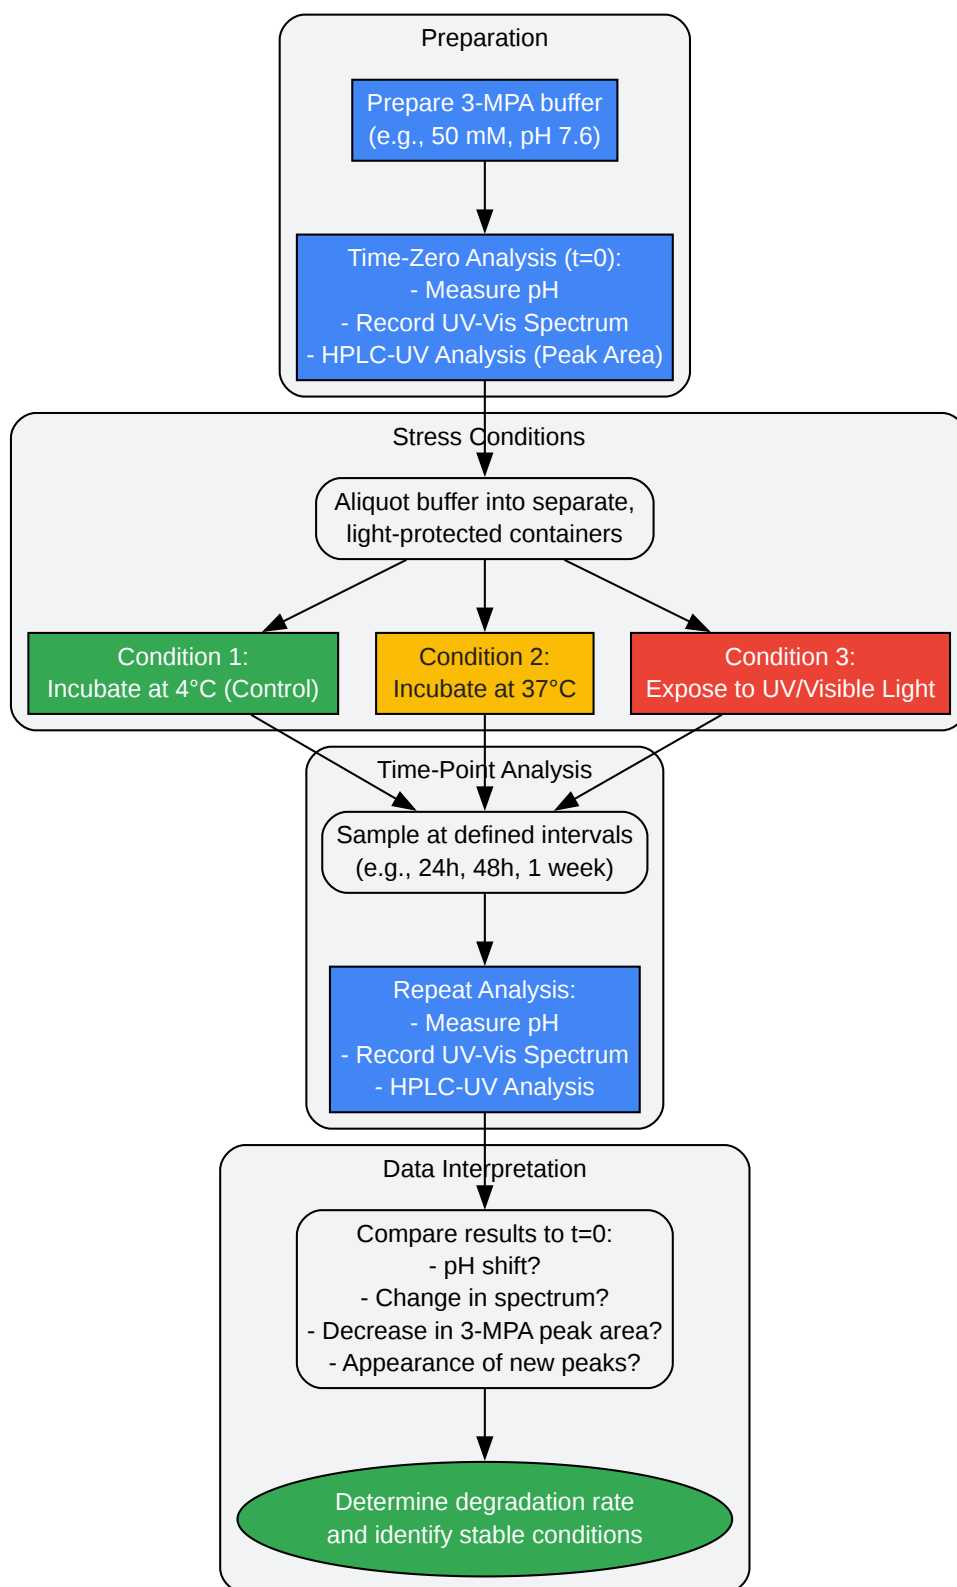 Preparation
Prepare 3-MPA buffer
(e.g., 50 mM, pH 7.6)
Time-Zero Analysis (t=0):
- Measure pH
- Record UV-Vis Spectrum
- HPLC-UV Analysis (Peak Area)
Stress Conditions
Aliquot buffer into separate,
light-protected containers
Condition 1:
Incubate at 4°C (Control)
Condition 2:
Incubate at 37°C
Condition 3:
Expose to UV/Visible Light
Time-Point Analysis
Sample at defined intervals
(e.g., 24h, 48h, 1 week)
Repeat Analysis:
- Measure pH
- Record UV-Vis Spectrum
- HPLC-UV Analysis
Data Interpretation
Compare results to t=0:
- pH shift?
- Change in spectrum?
- Decrease in 3-MPA peak area?
- Appearance of new peaks?
Determine degradation rate
and identify stable conditions